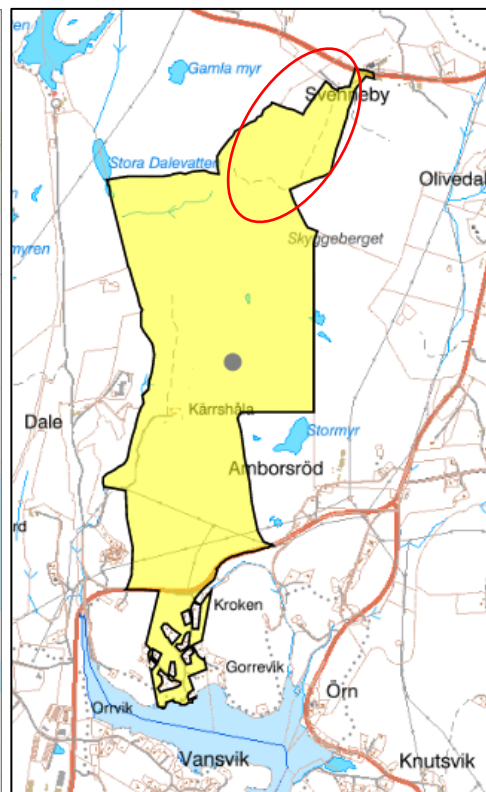 Gamla myr
Svenneby
Stora Dalevatten
Olivedal
Skyggeberget
myren
Kärrshåla
Dale
Stormyr
Amborsröd
rd
Kroken
Gorrevik
Örn
Orrvik
Vansvik
Knutsvik